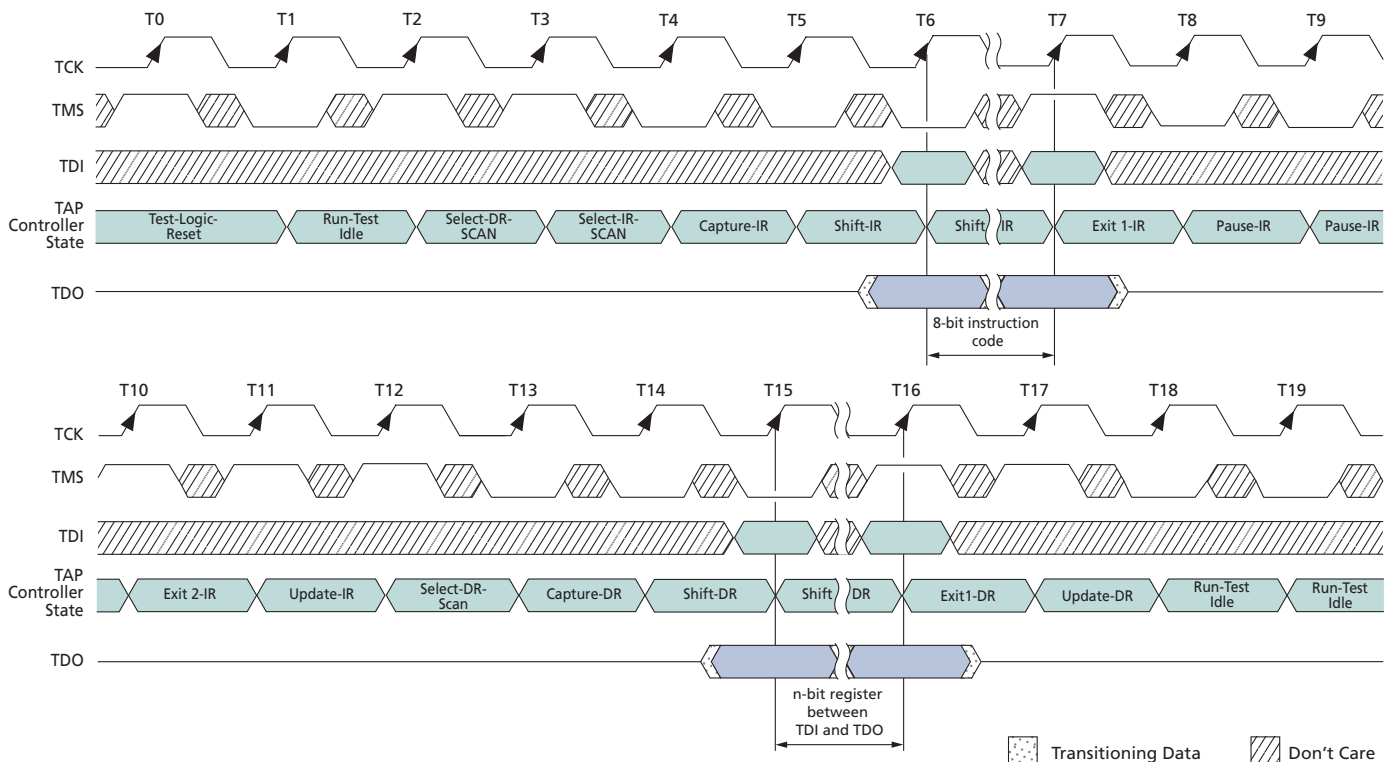 T0 T1 T2 T3 T4 T5 T6 T7 T8 T9
TCK
TMS
TDI
TAP
Controller
State
Test-Logic-
Reset
Run-Test
Idle
Select-DR-
SCAN
Select-IR-
SCAN
Capture-IR
Shift-IR
Shift IR
Exit 1-IR
Pause-IR
Pause-IR
TDO
8-bit instruction
code
T10 T11 T12 T13 T14 T15 T16 T17 T18 T19
TCK
TMS
TDI
TAP
Controller
State
Exit 2-IR
Update-IR
Select-DR-
Scan
Capture-DR
Shift-DR
Shift DR
Exit1-DR
Update-DR
Run-Test
Idle
Run-Test
Idle
TDO
n-bit register
between
TDI and TDO
Transitioning Data
Don't Care